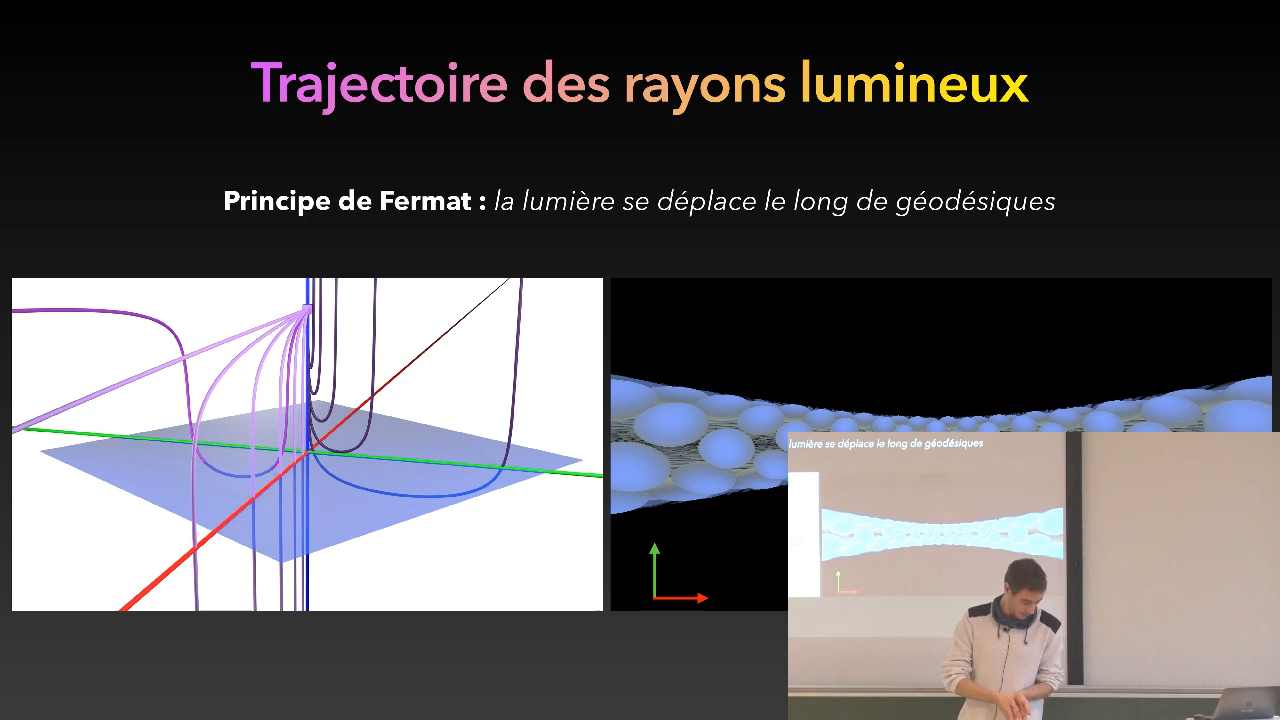 Trajectoire des rayons lumineux
Principe de Fermat : la lumière se déplace le long de géodésiques
lumière se déplace le long de géodésiques